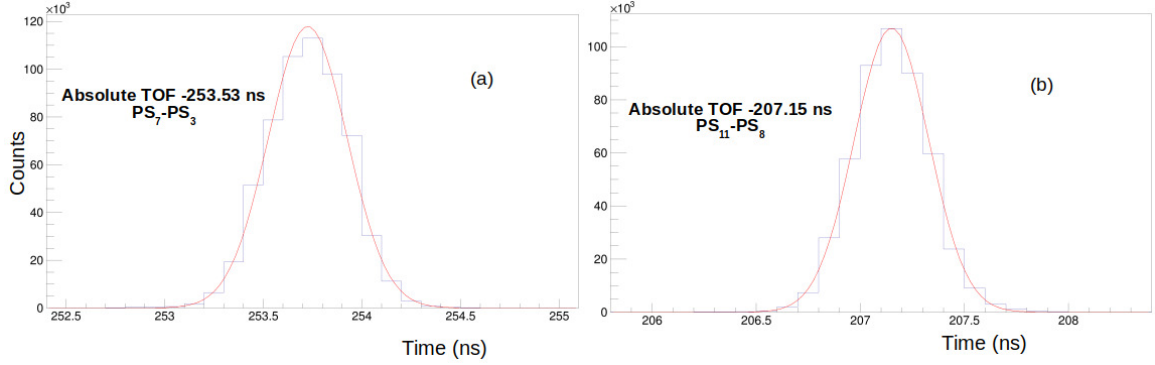 ×10³
120
100
80
60
40
20
0
Counts
(a)
Absolute TOF -253.53 ns
PS₇-PS₃
252.5 253 253.5 254 254.5 255
Time (ns)
×10³
100
80
60
40
20
0
(b)
Absolute TOF -207.15 ns
PS₁₁-PS₈
206 206.5 207 207.5 208
Time (ns)